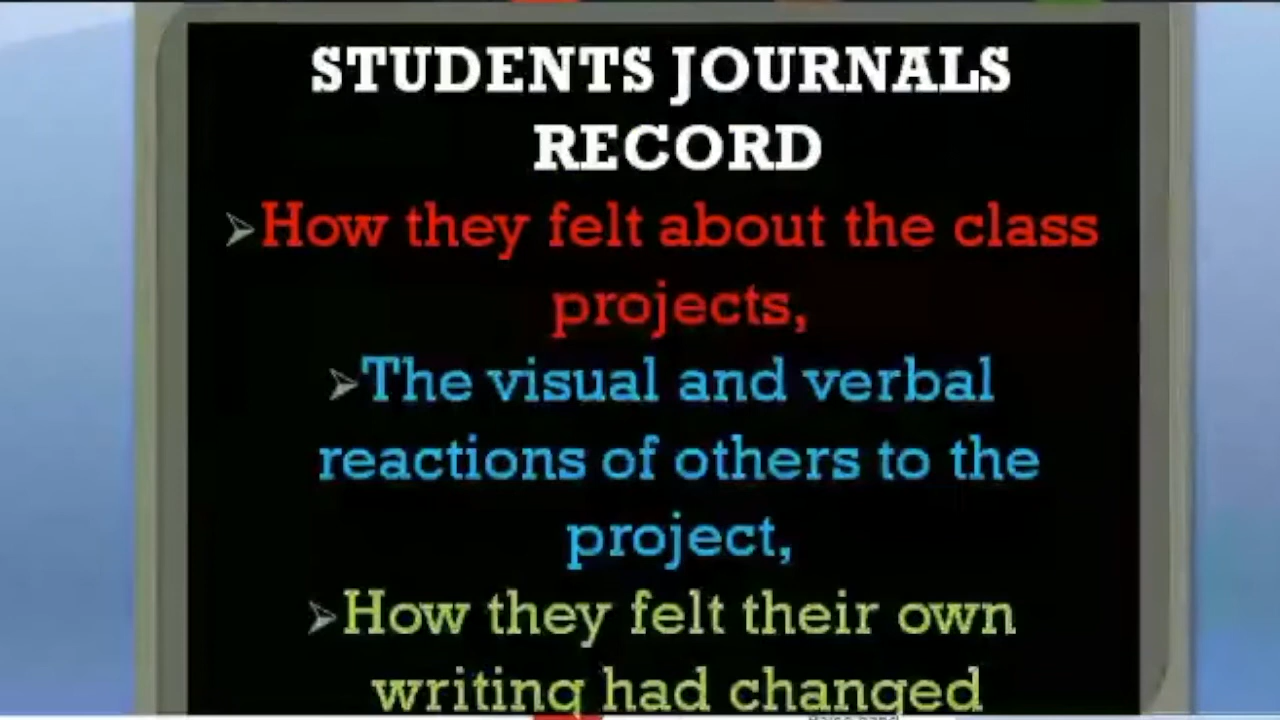 STUDENTS JOURNALS
RECORD
➢How they felt about the class
projects,
➢The visual and verbal
reactions of others to the
project,
➢How they felt their own
writing had changed